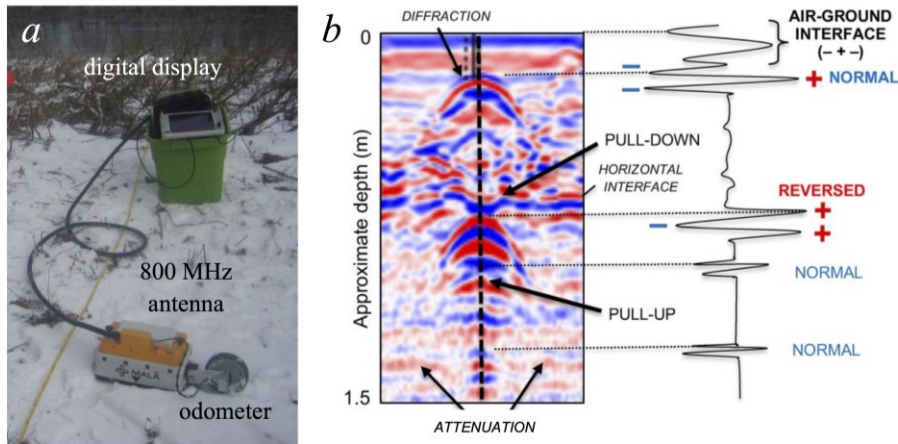 a
digital display
800 MHz
antenna
MALÅ
odometer
b
DIFFRACTION
0
Approximate depth (m)
1.5
PULL-DOWN
HORIZONTAL
INTERFACE
PULL-UP
ATTENUATION
AIR-GROUND
INTERFACE
(– + –)
–
+ NORMAL
–
REVERSED
+
– +
NORMAL
NORMAL